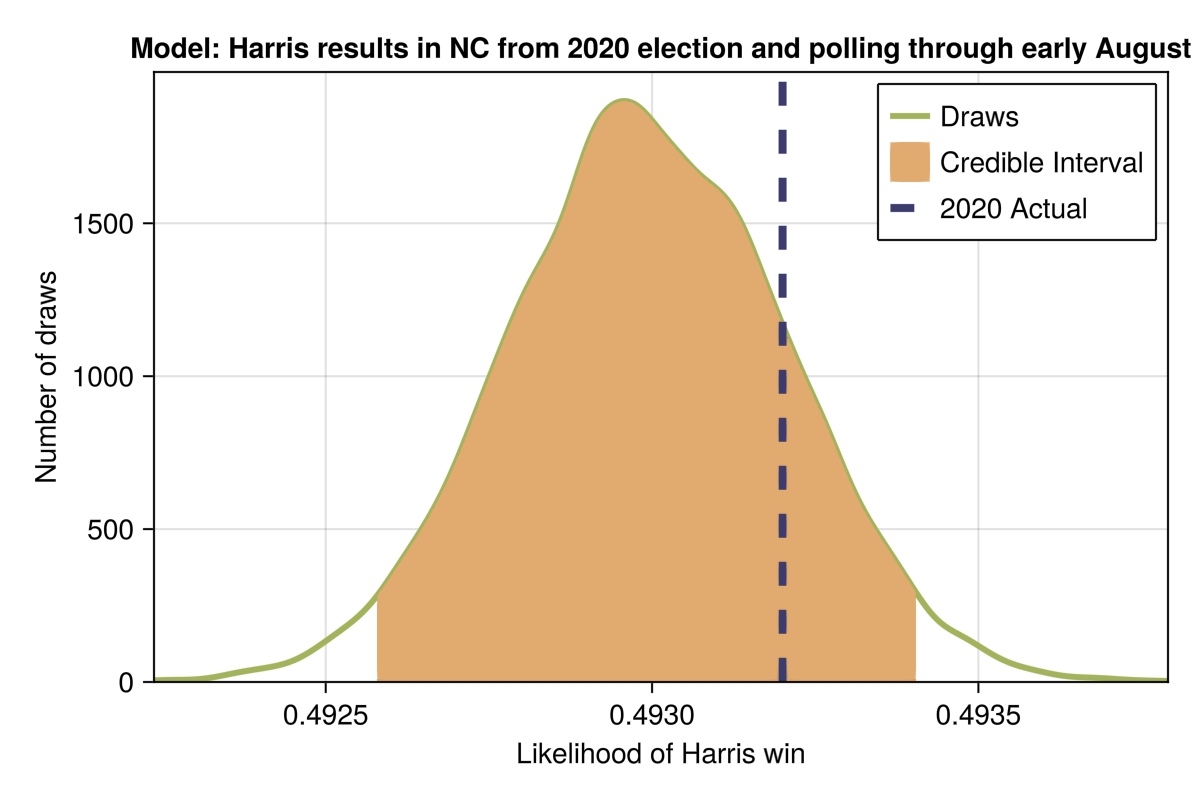 Model: Harris results in NC from 2020 election and polling through early August
Draws
Credible Interval
2020 Actual
Number of draws
1500
1000
500
0
0.4925
0.4930
0.4935
Likelihood of Harris win